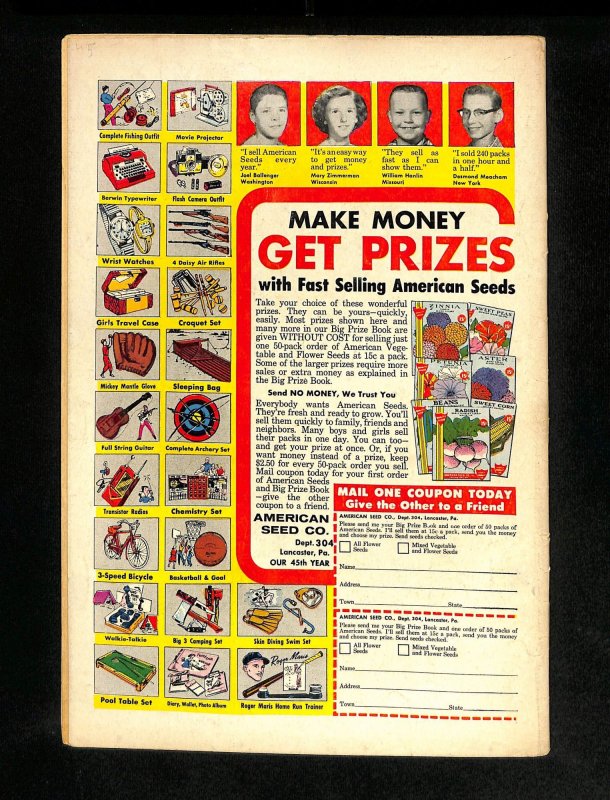 Complete Fishing Outfit
Movie Projector
Berwin Typewriter
Flash Camera Outfit
Wrist Watches
4 Daisy Air Rifles
Girls Travel Case
Croquet Set
Mickey Mantle Glove
Sleeping Bag
Full String Guitar
Complete Archery Set
Transistor Radios
Chemistry Set
3-Speed Bicycle
Basketball & Goal
Walkie-Talkie
Big 3 Camping Set
Skin Diving Swim Set
Pool Table Set
Diary, Wallet, Photo Album
Roger Maris
Roger Maris Home Run Trainer
"I sell American
Seeds every
year."
Joel Ballenger
Washington
"It's an easy way
to get money
and prizes."
Mary Zimmerman
Wisconsin
"They sell as
fast as I can
show them."
William Hanlin
Missouri
"I sold 240 packs
in one hour and
a half."
Desmond Meacham
New York
MAKE MONEY
GET PRIZES
with Fast Selling American Seeds
Take your choice of these wonderful
prizes. They can be yours—quickly,
easily. Most prizes shown here and
many more in our Big Prize Book are
given WITHOUT COST for selling just
one 50-pack order of American Vege-
table and Flower Seeds at 15c a pack.
Some of the larger prizes require more
sales or extra money as explained in
the Big Prize Book.
Send NO MONEY, We Trust You
Everybody wants American Seeds.
They're fresh and ready to grow. You'll
sell them quickly to family, friends and
neighbors. Many boys and girls sell
their packs in one day. You can too—
and get your prize at once. Or, if you
want money instead of a prize, keep
$2.50 for every 50-pack order you sell.
Mail coupon today for your first order
of American Seeds
and Big Prize Book
—give the other
coupon to a friend.
AMERICAN
SEED CO.
Dept. 304
Lancaster, Pa.
OUR 45TH YEAR
ZINNIA
SWEET PEAS
PETUNIA
ASTER
BEANS
SWEET CORN
RADISH
MAIL ONE COUPON TODAY
Give the Other to a Friend
AMERICAN SEED CO., Dept. 304, Lancaster, Pa.
Please send me your Big Prize Book and one order of 50 packs of
American Seeds. I'll sell them at 15c a pack, send you the money
and choose my prize. Send seeds checked.
All Flower
Seeds
Mixed Vegetable
and Flower Seeds
Name
Address
Town State
AMERICAN SEED CO., Dept. 304, Lancaster, Pa.
Please send me your Big Prize Book and one order of 50 packs of
American Seeds. I'll sell them at 15c a pack, send you the money
and choose my prize. Send seeds checked.
All Flower
Seeds
Mixed Vegetable
and Flower Seeds
Name
Address
Town State